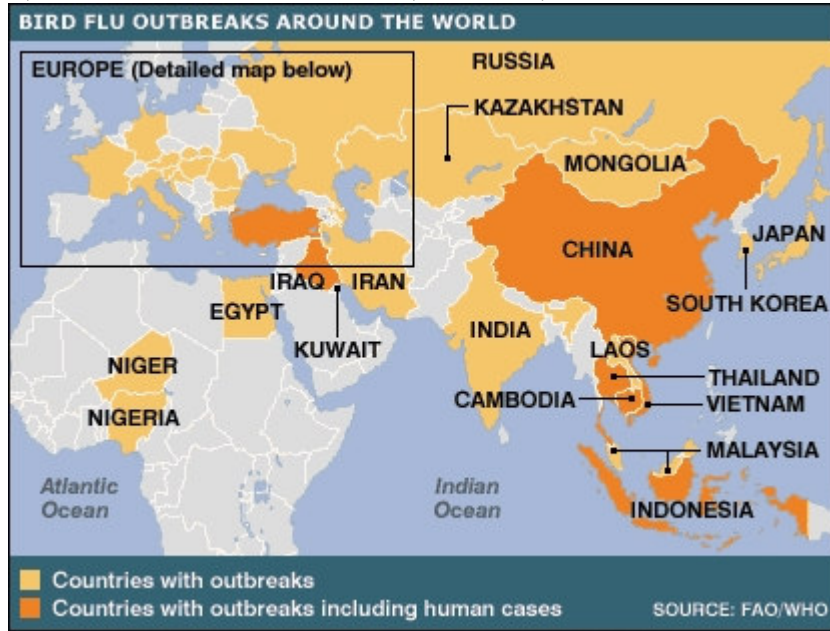 BIRD FLU OUTBREAKS AROUND THE WORLD
EUROPE (Detailed map below)
RUSSIA
KAZAKHSTAN
MONGOLIA
CHINA
JAPAN
SOUTH KOREA
IRAQ
IRAN
EGYPT
KUWAIT
INDIA
LAOS
NIGER
NIGERIA
THAILAND
CAMBODIA
VIETNAM
MALAYSIA
Atlantic
Ocean
Indian
Ocean
INDONESIA
Countries with outbreaks
Countries with outbreaks including human cases
SOURCE: FAO/WHO